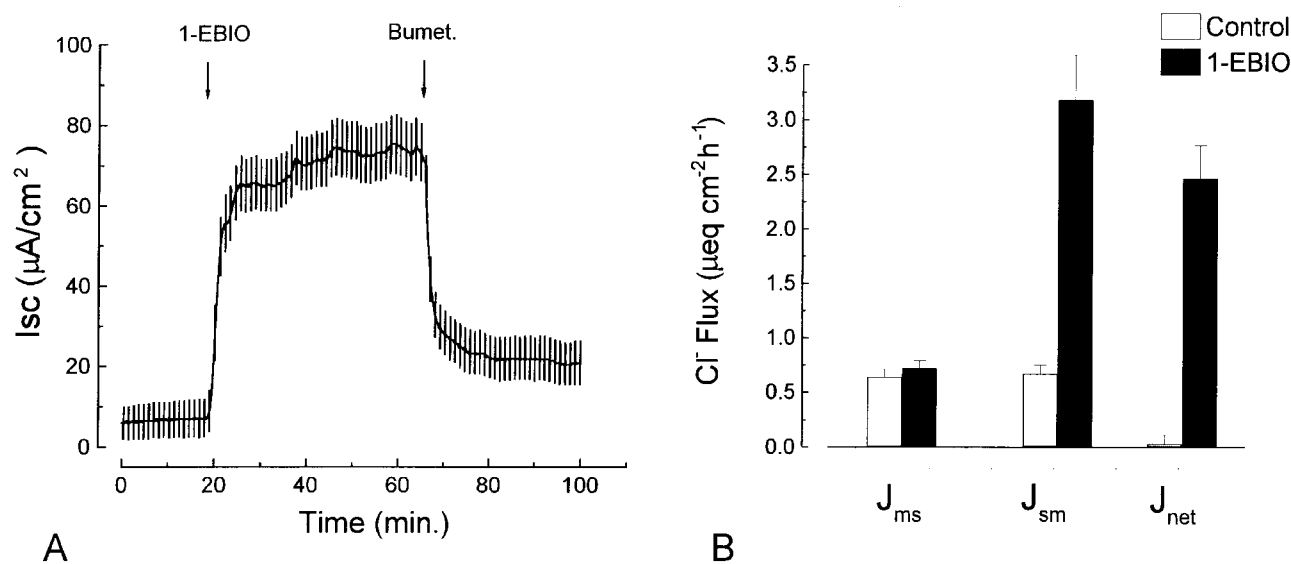 1-EBIO
Bumet.
100
80
60
40
20
0
Isc (µA/cm²)
0
20
40
60
80
100
Time (min.)
A
Control
1-EBIO
3.5
3.0
2.5
2.0
1.5
1.0
0.5
0.0
Cl⁻ Flux (µeq cm⁻²h⁻¹)
Jms
Jsm
Jnet
B